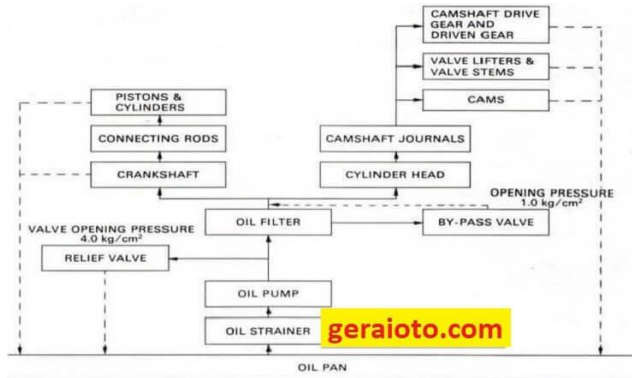 CAMSHAFT DRIVE
GEAR AND
DRIVEN GEAR
VALVE LIFTERS &
VALVE STEMS
CAMS
PISTONS &
CYLINDERS
CONNECTING RODS
CAMSHAFT JOURNALS
CRANKSHAFT
CYLINDER HEAD
OPENING PRESSURE
1.0 kg/cm²
OIL FILTER
BY-PASS VALVE
VALVE OPENING PRESSURE
4.0 kg/cm²
RELIEF VALVE
OIL PUMP
OIL STRAINER
geraioto.com
OIL PAN